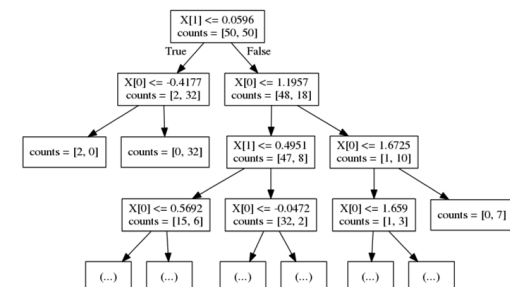 X[1] <= 0.0596
counts = [50, 50]
True
False
X[0] <= -0.4177
counts = [2, 32]
X[0] <= 1.1957
counts = [48, 18]
counts = [2, 0]
counts = [0, 32]
X[1] <= 0.4951
counts = [47, 8]
X[0] <= 1.6725
counts = [1, 10]
X[0] <= 0.5692
counts = [15, 6]
X[0] <= -0.0472
counts = [32, 2]
X[0] <= 1.659
counts = [1, 3]
counts = [0, 7]
(...)
(...)
(...)
(...)
(...)
(...)